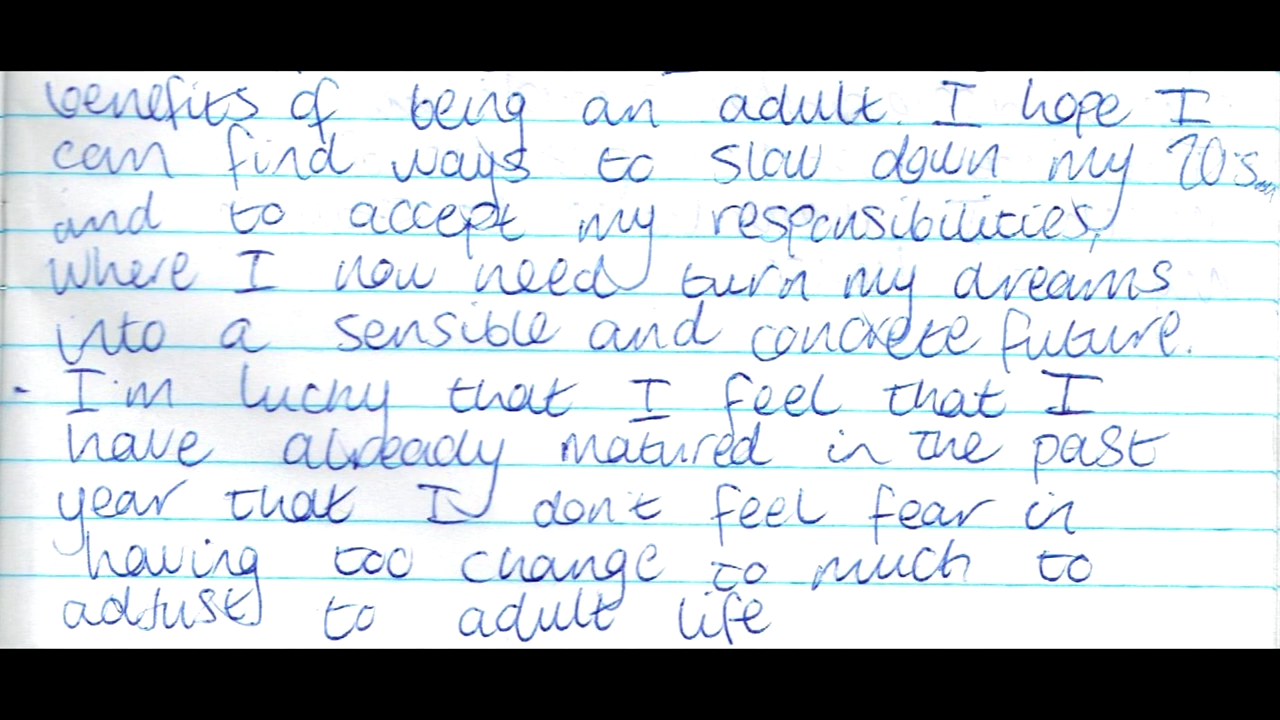 benefits of being an adult. I hope I
can find ways to slow down my 20's
and to accept my responsibilities,
where I now need turn my dreams
into a sensible and concrete future.
- I'm lucky that I feel that I
have already matured in the past
year that I don't feel fear in
having too change to much to
adjust to adult life